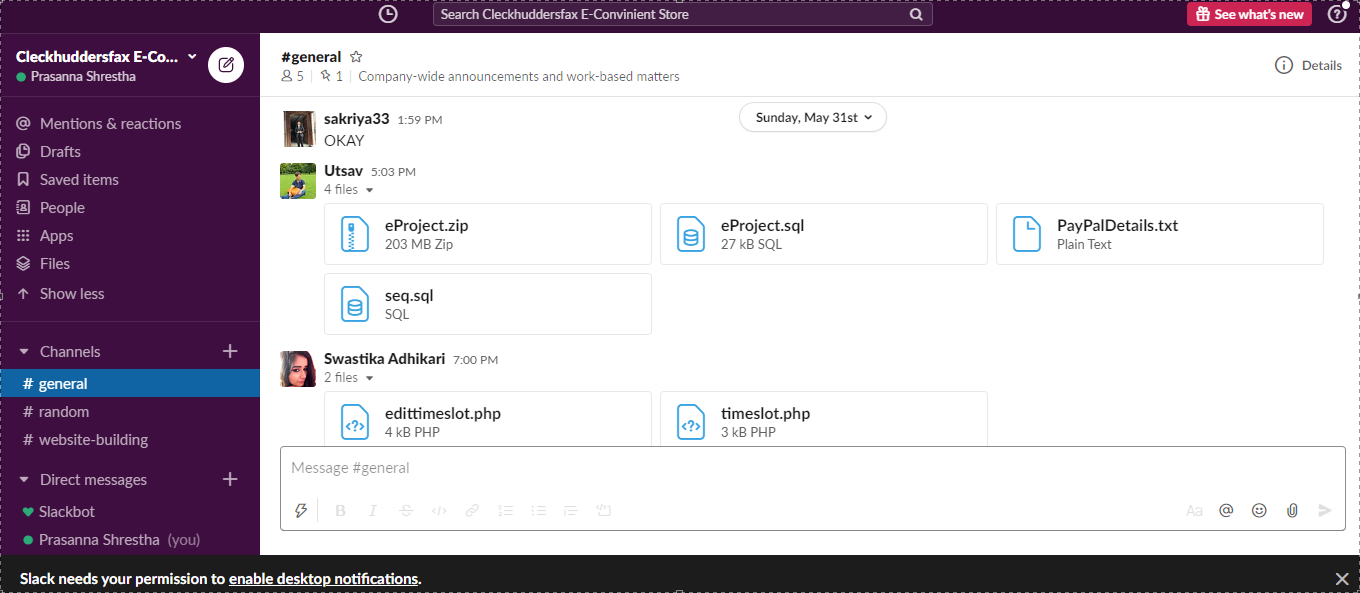 Search Cleckhuddersfax E-Convinient Store
See what's new
Cleckhuddersfax E-Co...
Prasanna Shrestha
Mentions & reactions
Drafts
Saved items
People
Apps
Files
Show less
Channels
# general
# random
# website-building
Direct messages
Slackbot
Prasanna Shrestha (you)
#general
5 | 1 | Company-wide announcements and work-based matters
Details
Sunday, May 31st
sakriya33 1:59 PM
OKAY
Utsav 5:03 PM
4 files
eProject.zip
203 MB Zip
eProject.sql
27 kB SQL
PayPalDetails.txt
Plain Text
seq.sql
SQL
Swastika Adhikari 7:00 PM
2 files
edittimeslot.php
4 kB PHP
timeslot.php
3 kB PHP
Message #general
B I S
Aa
Slack needs your permission to enable desktop notifications.